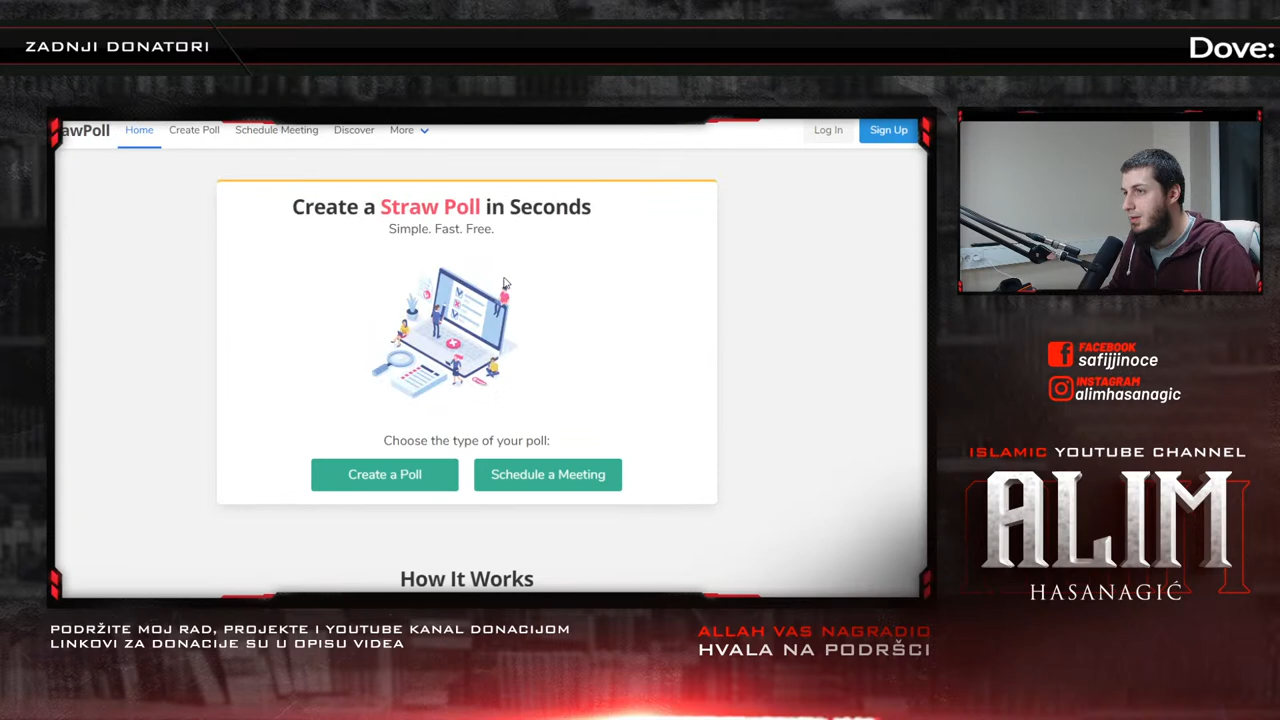 ZADNJI DONATORI
Dove:
awPoll
Home
Create Poll
Schedule Meeting
Discover
More
Log In
Sign Up
Create a Straw Poll in Seconds
Simple. Fast. Free.
Choose the type of your poll:
Create a Poll
Schedule a Meeting
How It Works
FACEBOOK
safijjinoce
INSTAGRAM
alimhasanagic
ISLAMIC YOUTUBE CHANNEL
ALIM
HASANAGIĆ
PODRŽITE MOJ RAD, PROJEKTE I YOUTUBE KANAL DONACIJOM
LINKOVI ZA DONACIJE SU U OPISU VIDEA
ALLAH VAS NAGRADIO
HVALA NA PODRŠCI